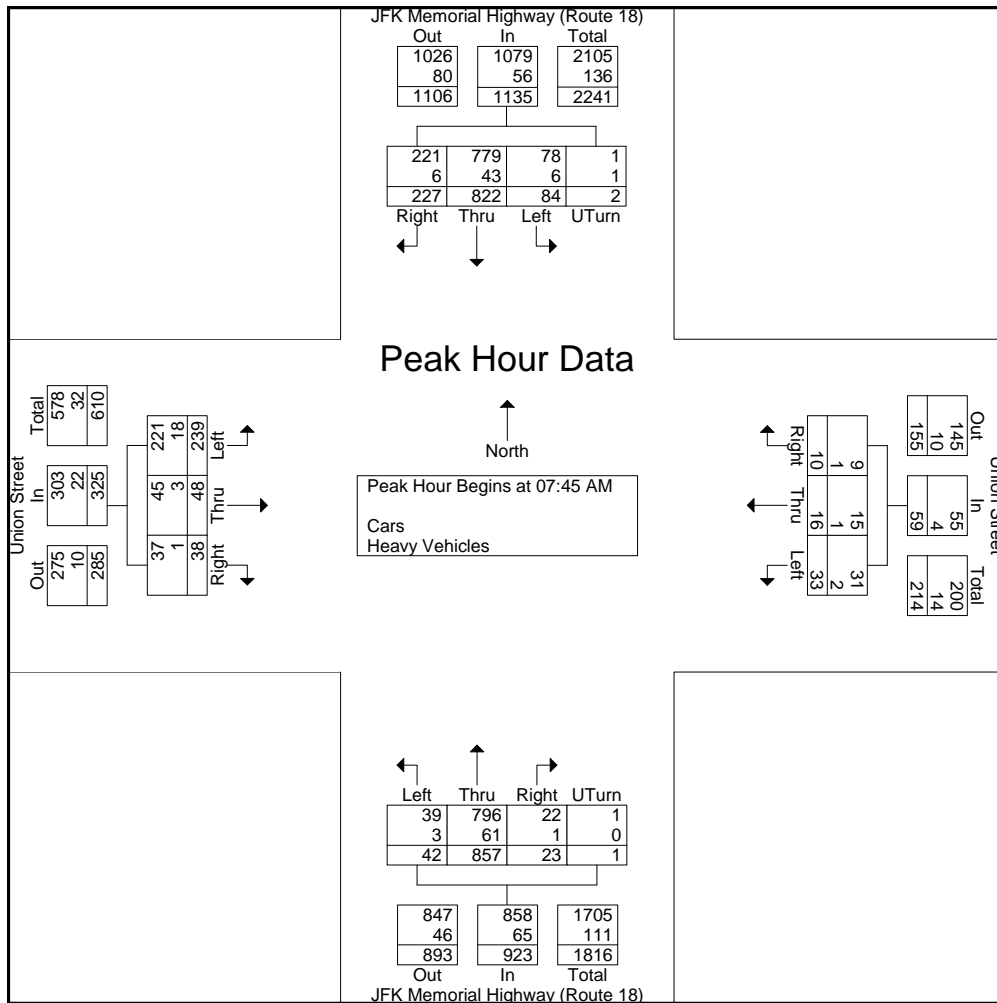 JFK Memorial Highway (Route 18)
Out In Total
1026 1079 2105
80 56 136
1106 1135 2241
221 779 78 1
6 43 6 1
227 822 84 2
Right Thru Left UTurn
Peak Hour Data
North
Peak Hour Begins at 07:45 AM
Cars
Heavy Vehicles
Union Street
Out In Total
275 303 578
10 22 32
285 325 610
37 45 221
1 3 18
38 48 239
Right Thru Left
Union Street
Out In Total
145 55 200
10 4 14
155 59 214
9 15 31
1 1 2
10 16 33
Right Thru Left
Left Thru Right UTurn
39 796 22 1
3 61 1 0
42 857 23 1
847 858 1705
46 65 111
893 923 1816
Out In Total
JFK Memorial Highway (Route 18)